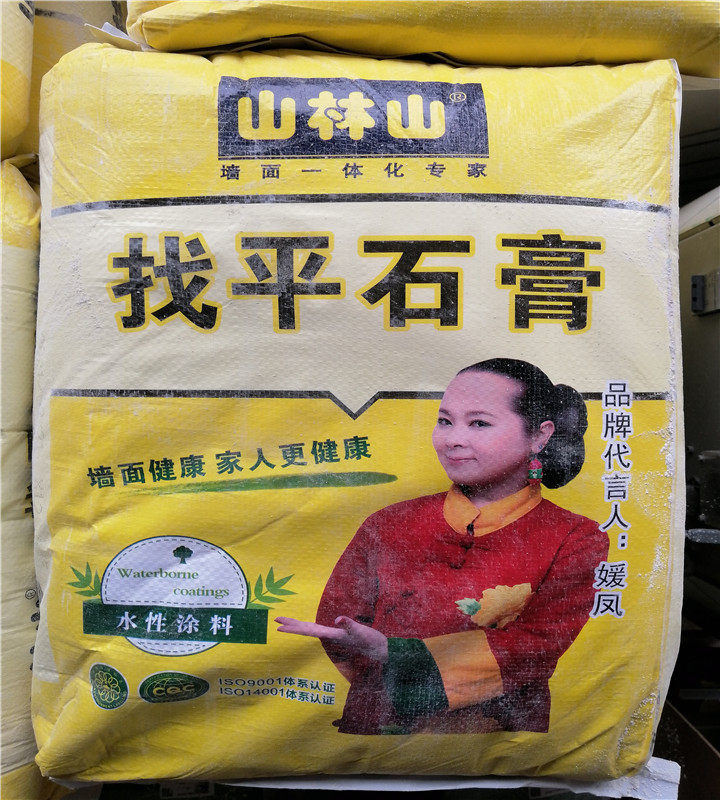 山林山®
墙面一体化专家
找平石膏
墙面健康 家人更健康
品牌代言人：媛凤
Waterborne
coatings
水性涂料
CQC
ISO9001体系认证
ISO14001体系认证